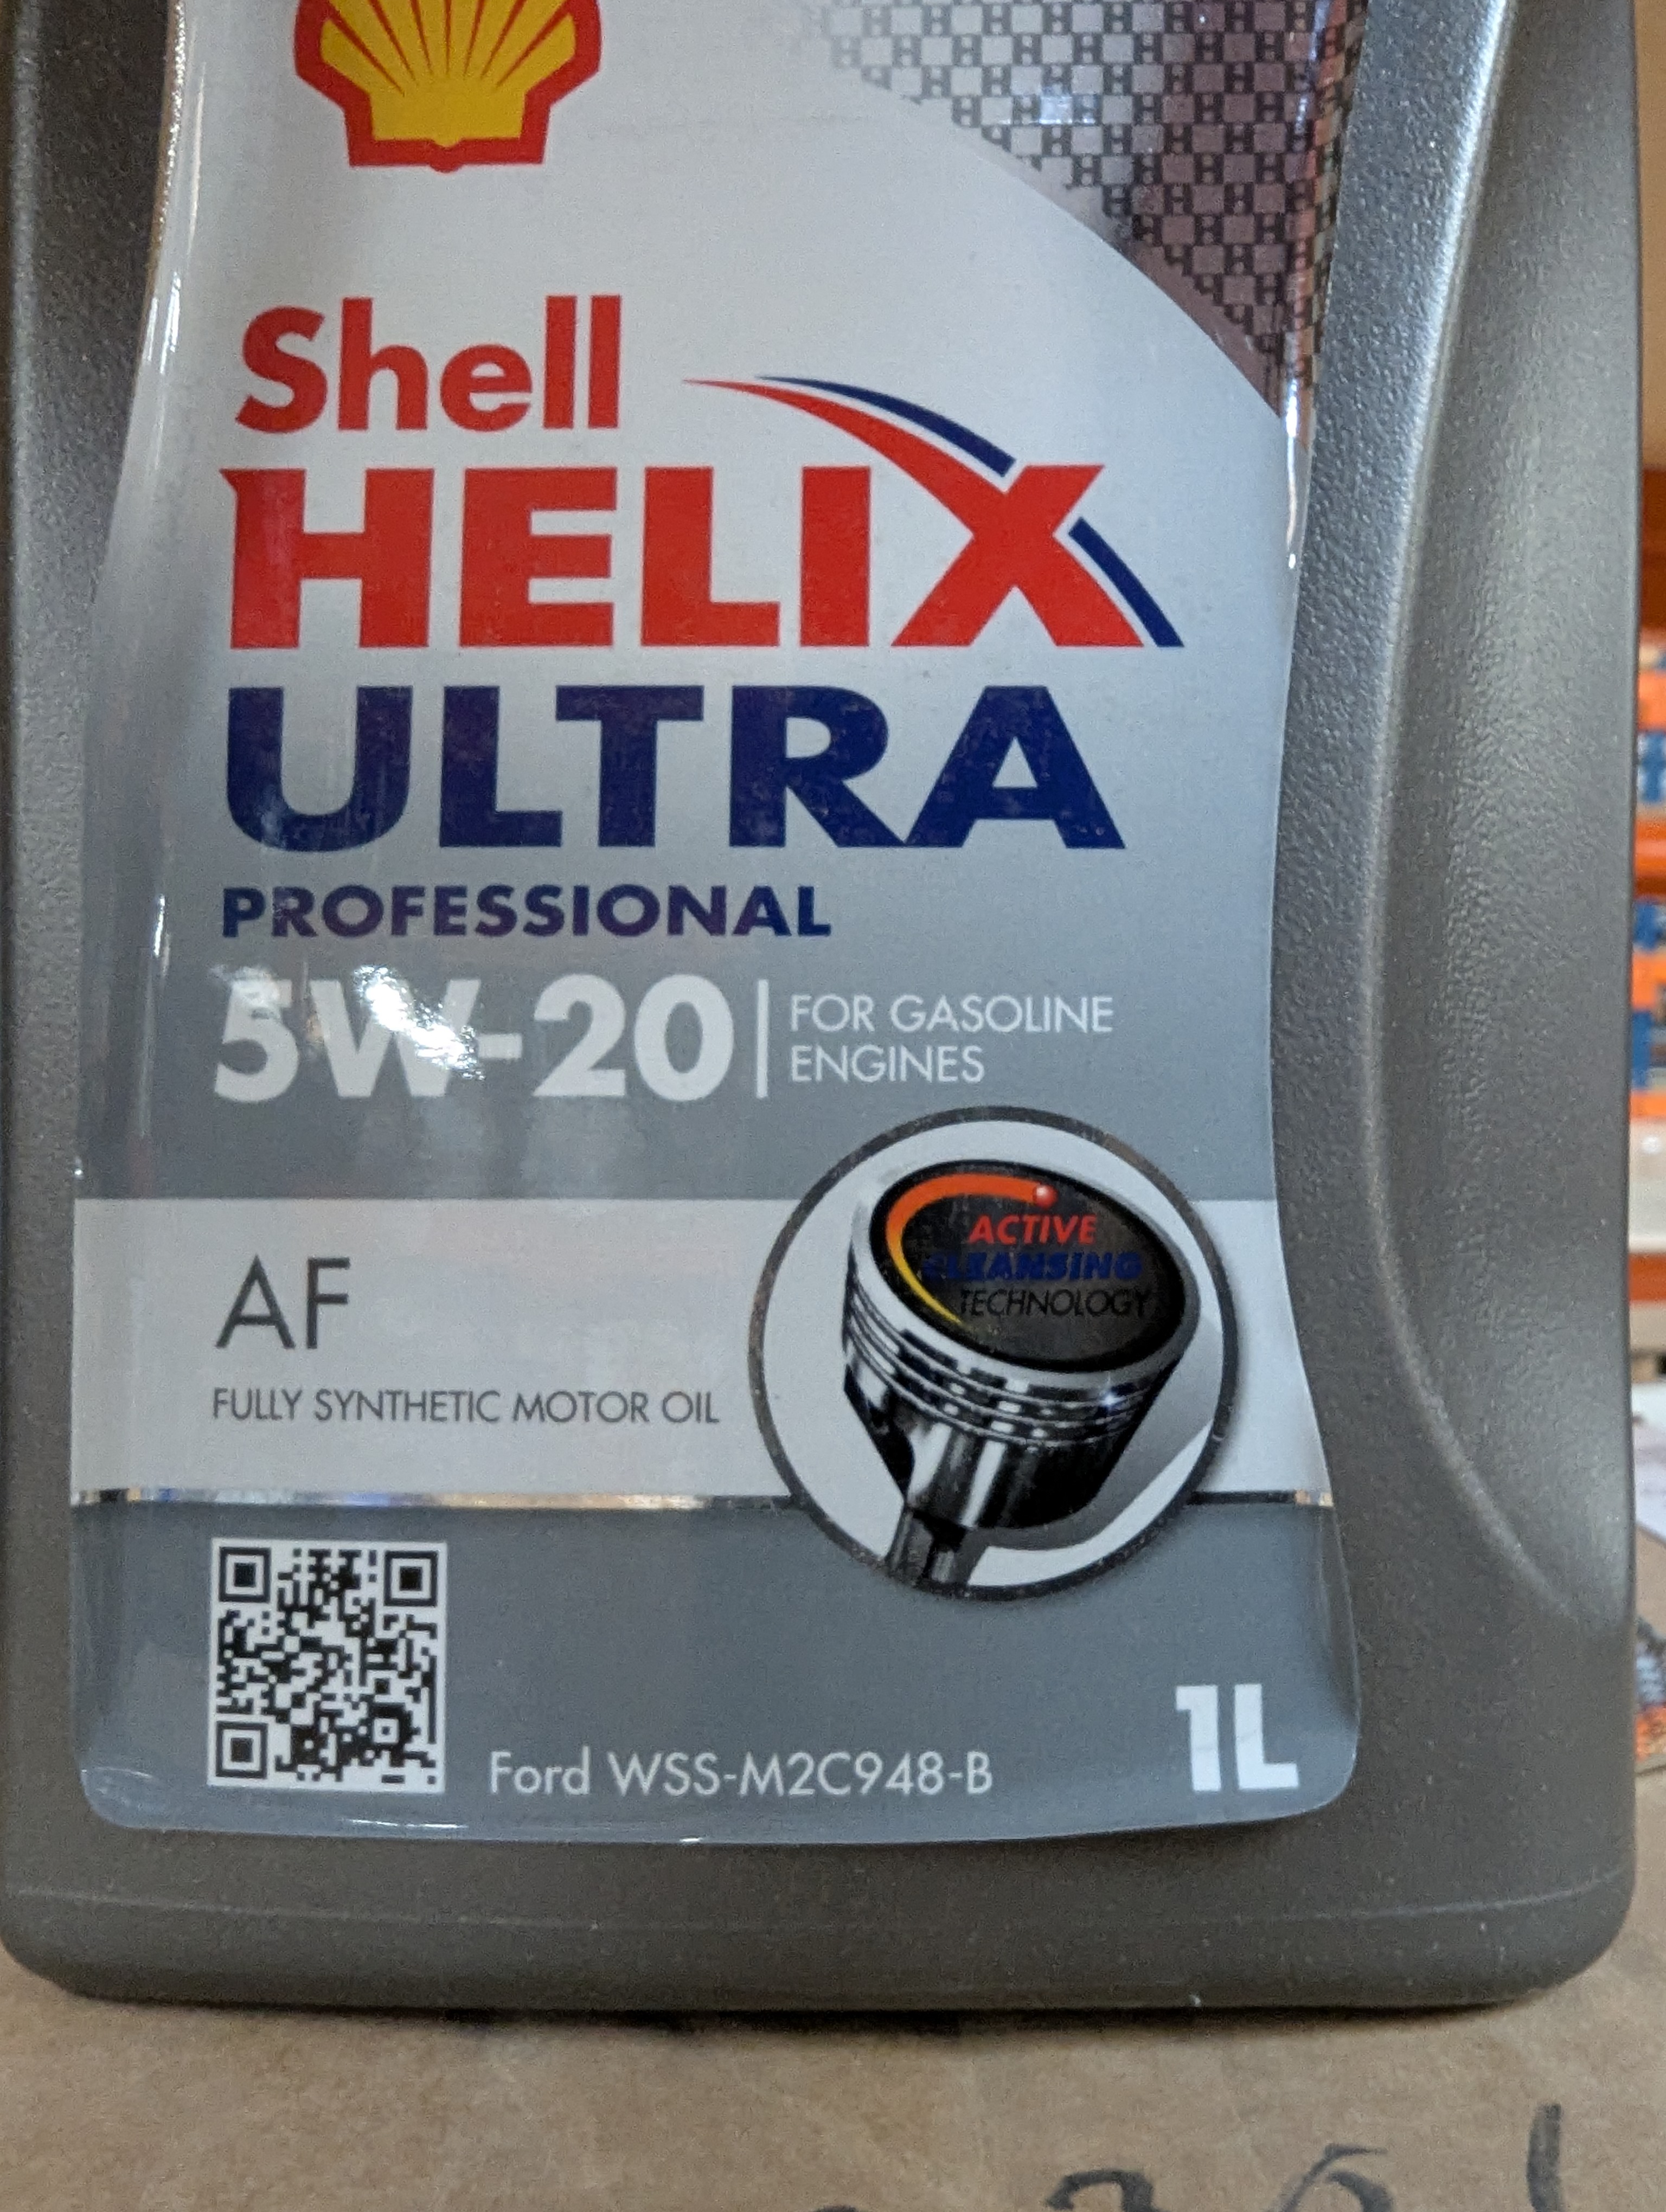 Shell
HELIX
ULTRA
PROFESSIONAL
5W-20
FOR GASOLINE
ENGINES
ACTIVE
CLEANSING
TECHNOLOGY
AF
FULLY SYNTHETIC MOTOR OIL
Ford WSS-M2C948-B
1L